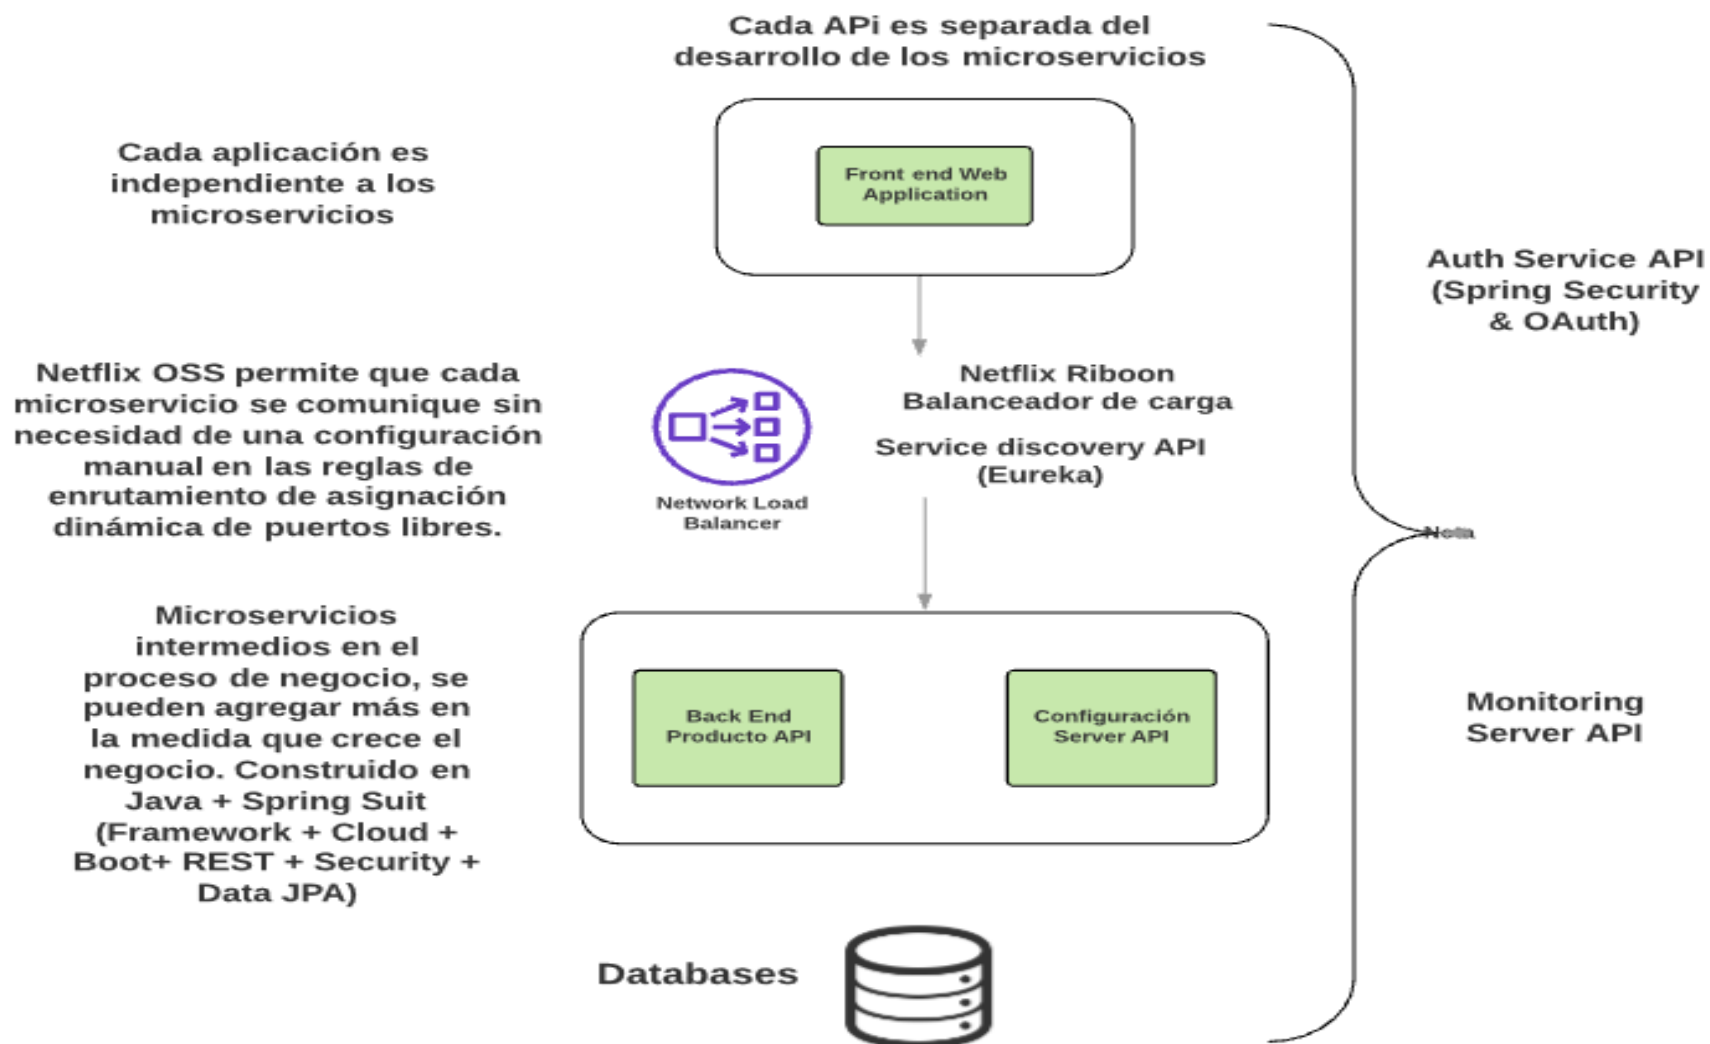 Cada APi es separada del
desarrollo de los microservicios
Cada aplicación es
independiente a los
microservicios
Front end Web
Application
Auth Service API
(Spring Security
& OAuth)
Netflix OSS permite que cada
microservicio se comunique sin
necesidad de una configuración
manual en las reglas de
enrutamiento de asignación
dinámica de puertos libres.
Network Load
Balancer
Netflix Riboon
Balanceador de carga
Service discovery API
(Eureka)
Nota
Microservicios
intermedios en el
proceso de negocio, se
pueden agregar más en
la medida que crece el
negocio. Construido en
Java + Spring Suit
(Framework + Cloud +
Boot+ REST + Security +
Data JPA)
Back End
Producto API
Configuración
Server API
Monitoring
Server API
Databases